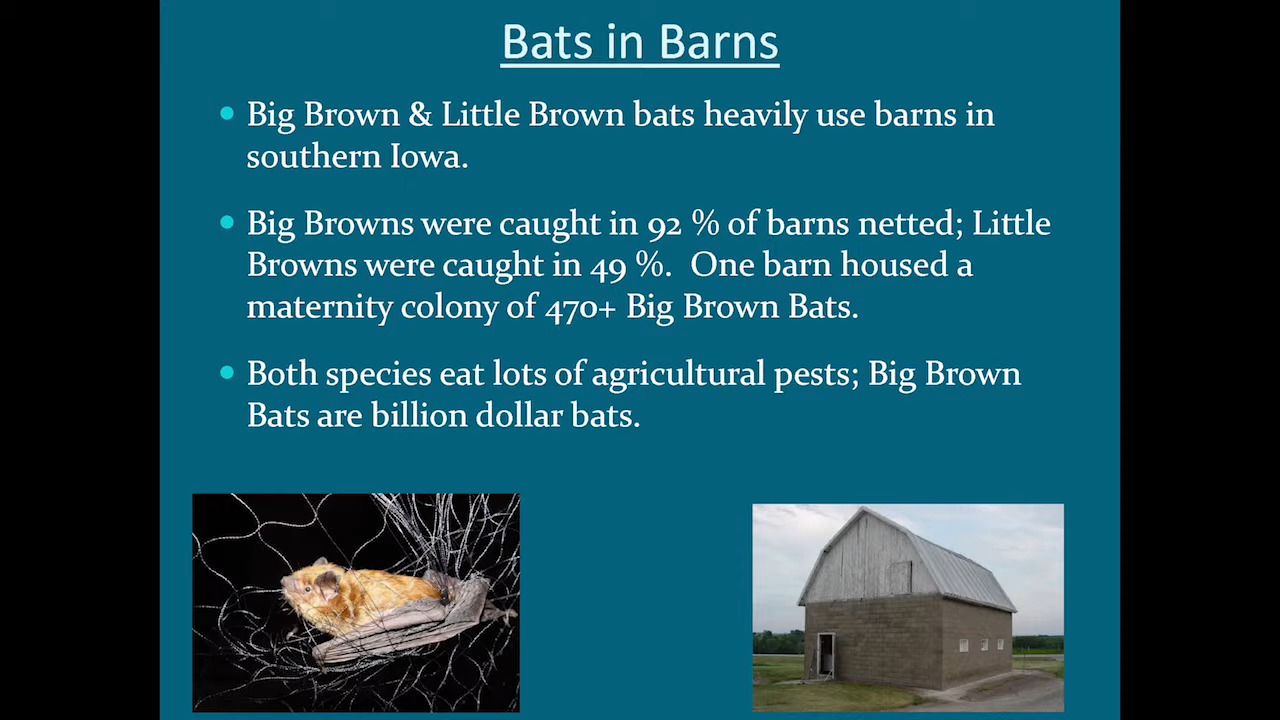 Bats in Barns
Big Brown & Little Brown bats heavily use barns in
southern Iowa.
Big Browns were caught in 92 % of barns netted; Little
Browns were caught in 49 %.  One barn housed a
maternity colony of 470+ Big Brown Bats.
Both species eat lots of agricultural pests; Big Brown
Bats are billion dollar bats.